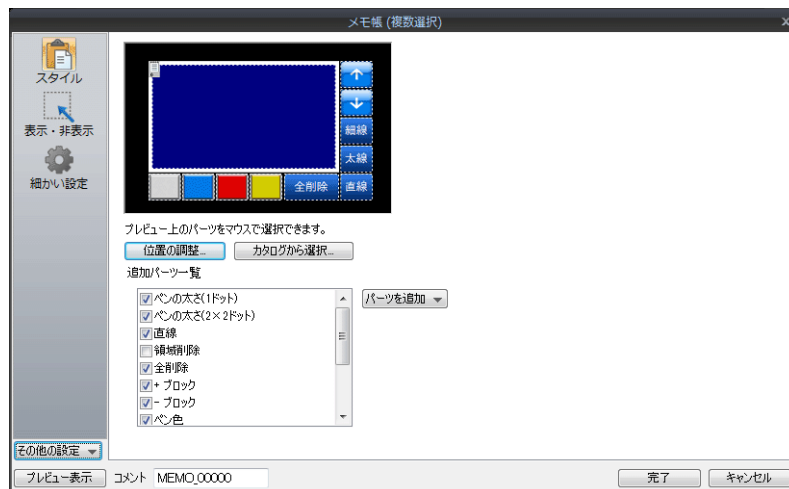 メモ帳 (複数選択)
x
スタイル
表示・非表示
細かい設定
↑
↓
細線
太線
全削除 直線
プレビュー上のパーツをマウスで選択できます。
位置の調整... カタログから選択...
追加パーツ一覧
ペンの太さ(1ドット)
ペンの太さ(2×2ドット)
直線
領域削除
全削除
+ ブロック
- ブロック
ペン色
パーツを追加
その他の設定
プレビュー表示 コメント MEMO_00000 完了 キャンセル